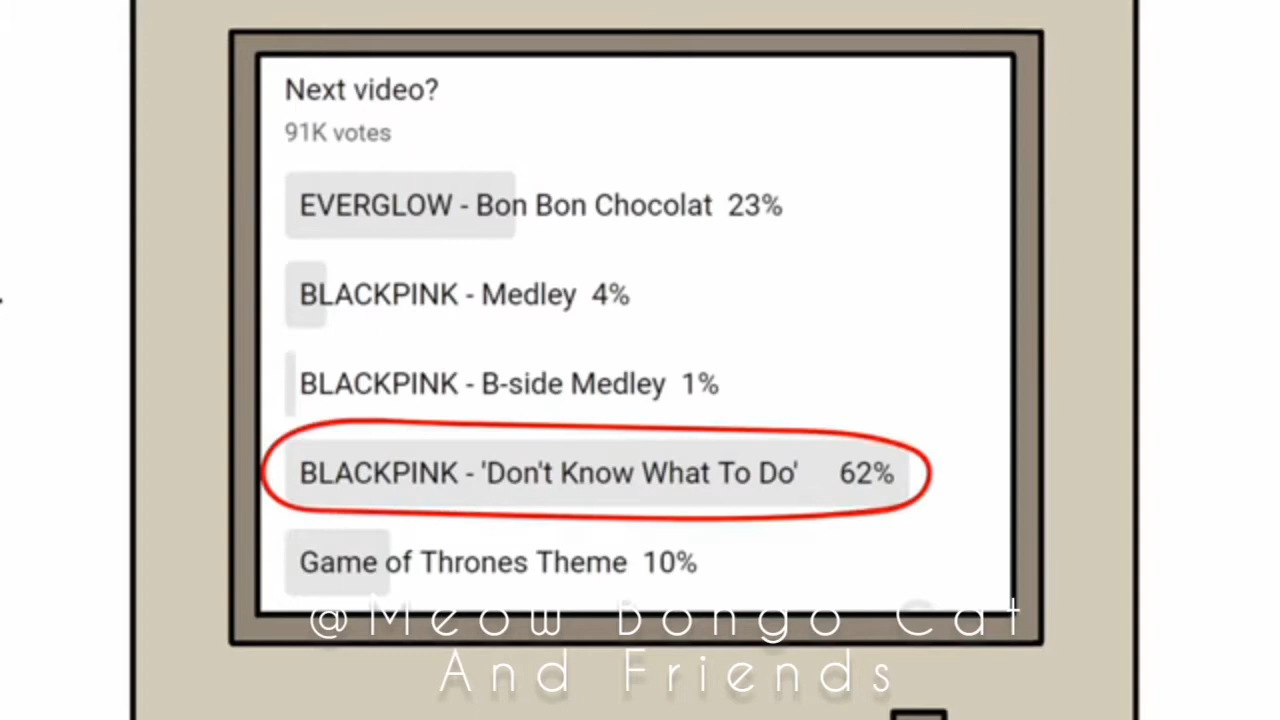 Next video?
91K votes
EVERGLOW - Bon Bon Chocolat 23%
BLACKPINK - Medley 4%
BLACKPINK - B-side Medley 1%
BLACKPINK - 'Don't Know What To Do' 62%
Game of Thrones Theme 10%
@Meow Bongo Cat
And Friends